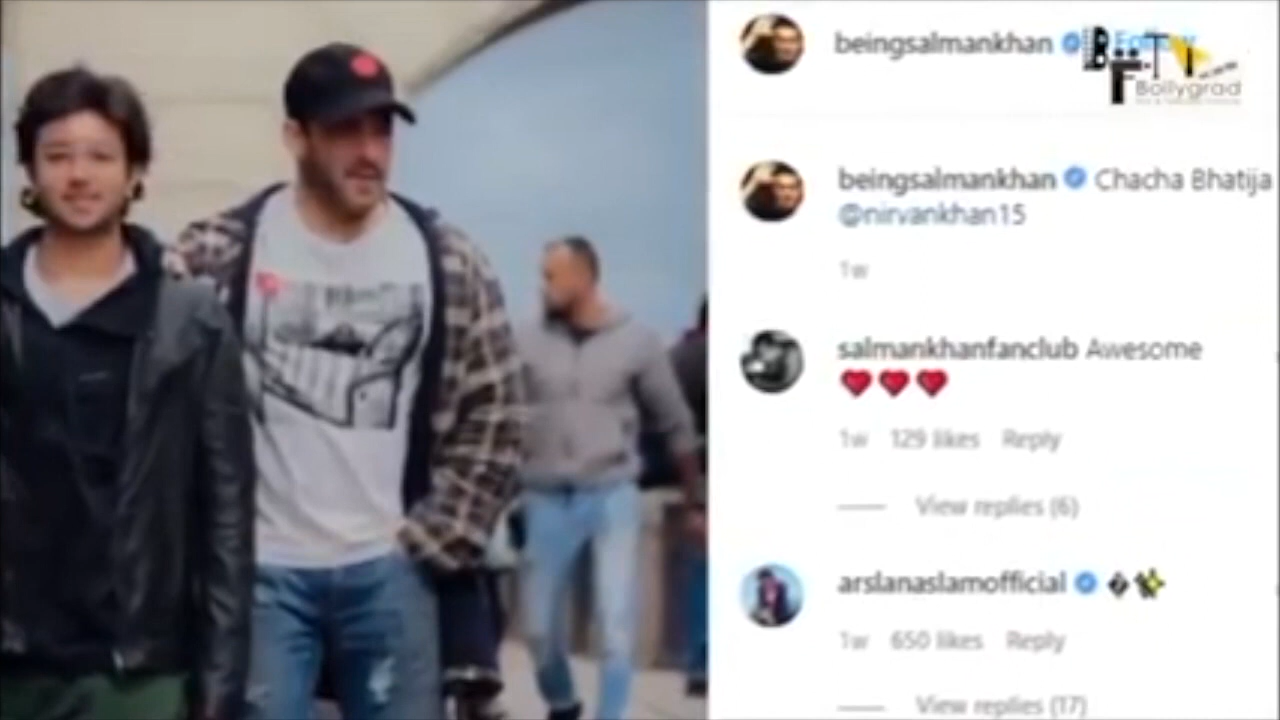 beingsalmankhan
Bollygrad
beingsalmankhan Chacha Bhatija
@nirvankhan15
1w
salmankhanfanclub Awesome
1w 129 likes Reply
View replies (6)
arslanaslamofficial
1w 650 likes Reply
View replies (17)